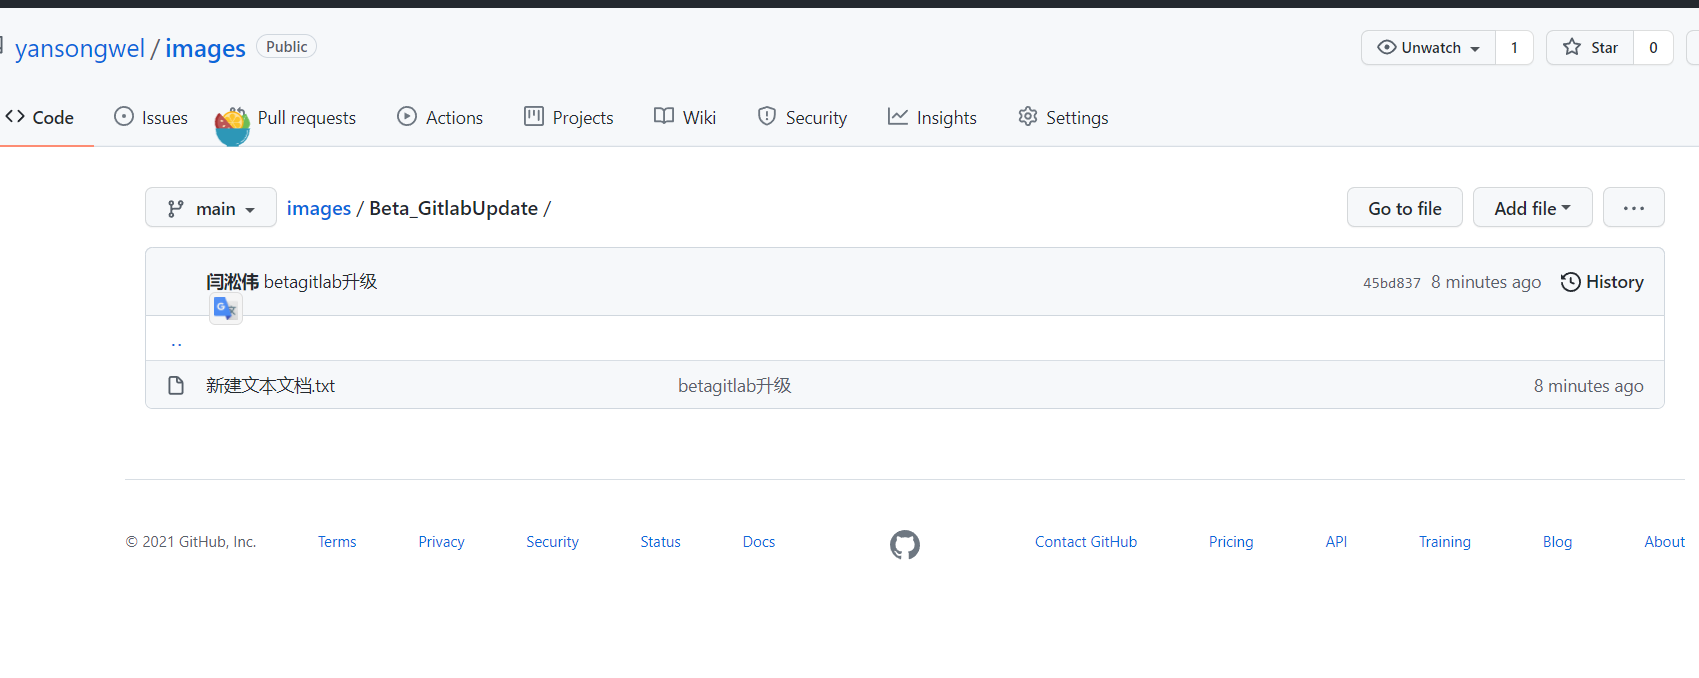 yansongwel / images Public Unwatch 1 Star 0
Code Issues Pull requests Actions Projects Wiki Security Insights Settings
main images / Beta_GitlabUpdate / Go to file Add file ...
闫淞伟 betagitlab升级 45bd837 8 minutes ago History
..
新建文本文档.txt betagitlab升级 8 minutes ago
© 2021 GitHub, Inc. Terms Privacy Security Status Docs Contact GitHub Pricing API Training Blog About